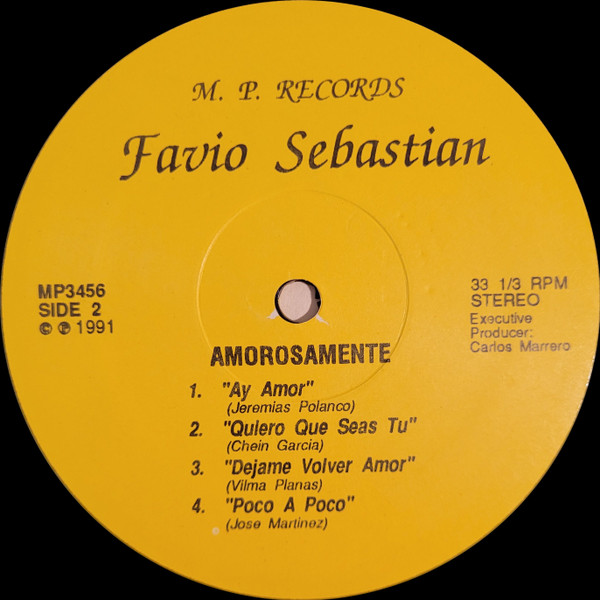 M. P. RECORDS
Favio Sebastian
MP3456
SIDE 2
© ℗ 1991
33 1/3 RPM
STEREO
Executive
Producer:
Carlos Marrero
AMOROSAMENTE
1. "Ay Amor"
(Jeremias Polanco)
2. "Quiero Que Seas Tu"
(Chein Garcia)
3. "Dejame Volver Amor"
(Vilma Planas)
4. "Poco A Poco"
(Jose Martinez)